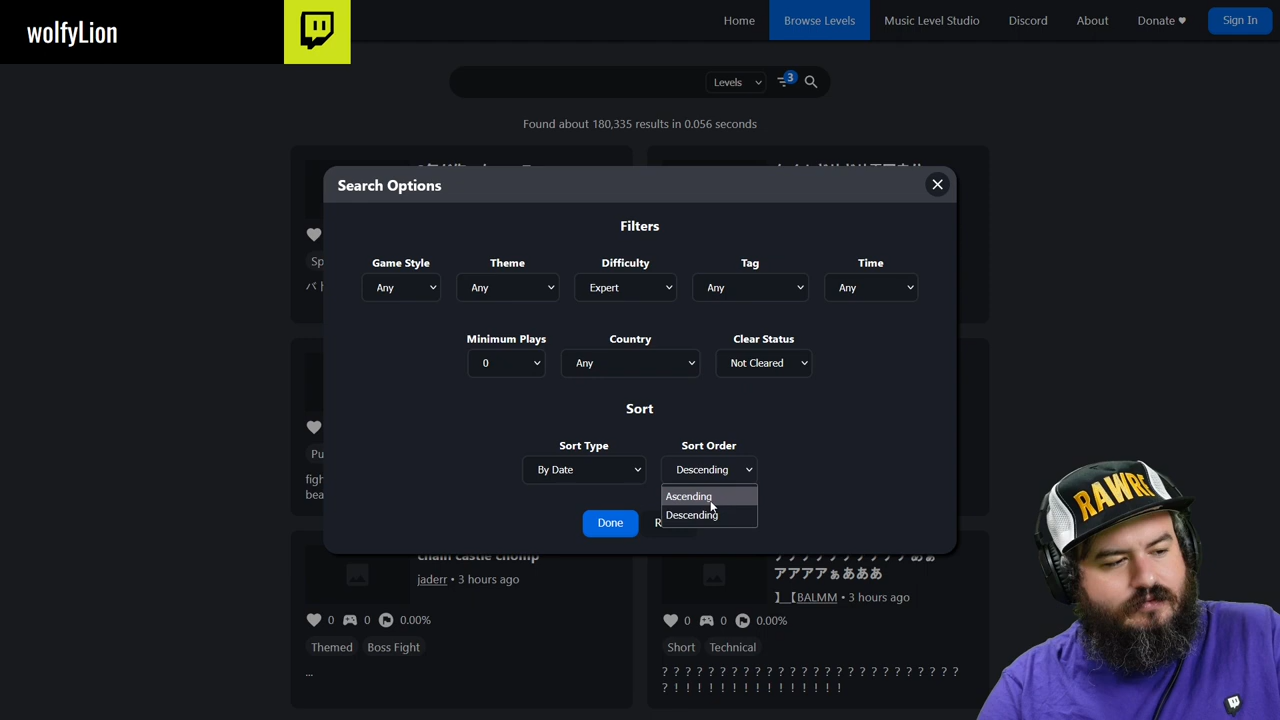 wolfyLion
Home
Browse Levels
Music Level Studio
Discord
About
Donate ♥
Sign In
Levels
3
Found about 180,335 results in 0.056 seconds
Search Options
Filters
Game Style
Theme
Difficulty
Tag
Time
Any
Any
Expert
Any
Any
Minimum Plays
Country
Clear Status
0
Any
Not Cleared
Sort
Sort Type
Sort Order
By Date
Descending
Ascending
Descending
Done
Sp
Pu
Chain Castle Chomp
jaderr • 3 hours ago
0 0 0.00%
Themed
Boss Fight
...
アアアアぁあああ
】【BALMM • 3 hours ago
0 0 0.00%
Short
Technical
RAWRF